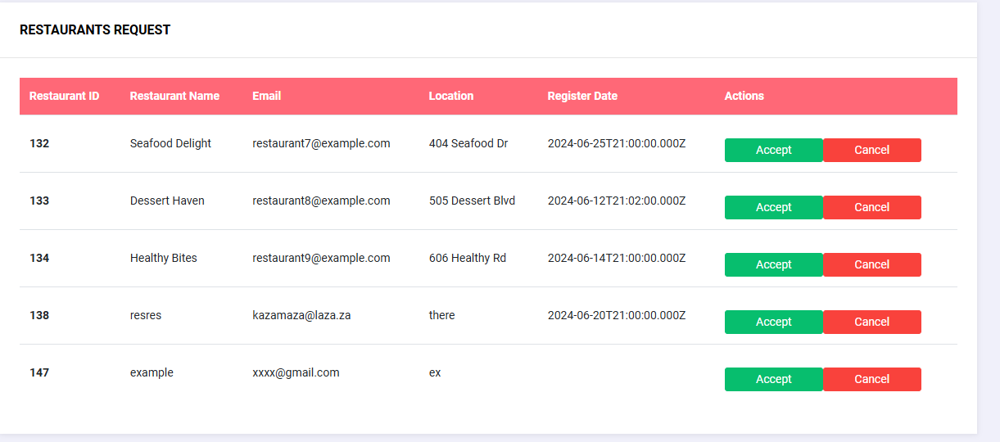 RESTAURANTS REQUEST
Restaurant ID Restaurant Name Email Location Register Date Actions
132 Seafood Delight restaurant7@example.com 404 Seafood Dr 2024-06-25T21:00:00.000Z Accept Cancel
133 Dessert Haven restaurant8@example.com 505 Dessert Blvd 2024-06-12T21:02:00.000Z Accept Cancel
134 Healthy Bites restaurant9@example.com 606 Healthy Rd 2024-06-14T21:00:00.000Z Accept Cancel
138 resres kazamaza@laza.za there 2024-06-20T21:00:00.000Z Accept Cancel
147 example xxxx@gmail.com ex Accept Cancel